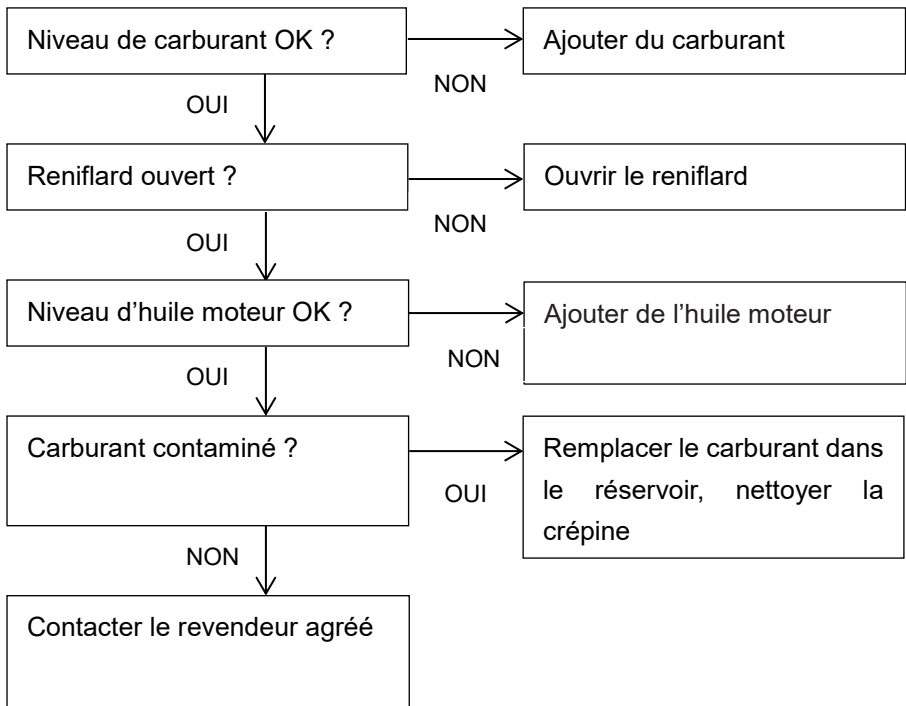 Niveau de carburant OK ?
Ajouter du carburant
NON
OUI
Reniflard ouvert ?
Ouvrir le reniflard
NON
OUI
Niveau d’huile moteur OK ?
Ajouter de l’huile moteur
NON
OUI
Carburant contaminé ?
Remplacer le carburant dans
le réservoir, nettoyer la
crépine
OUI
NON
Contacter le revendeur agréé